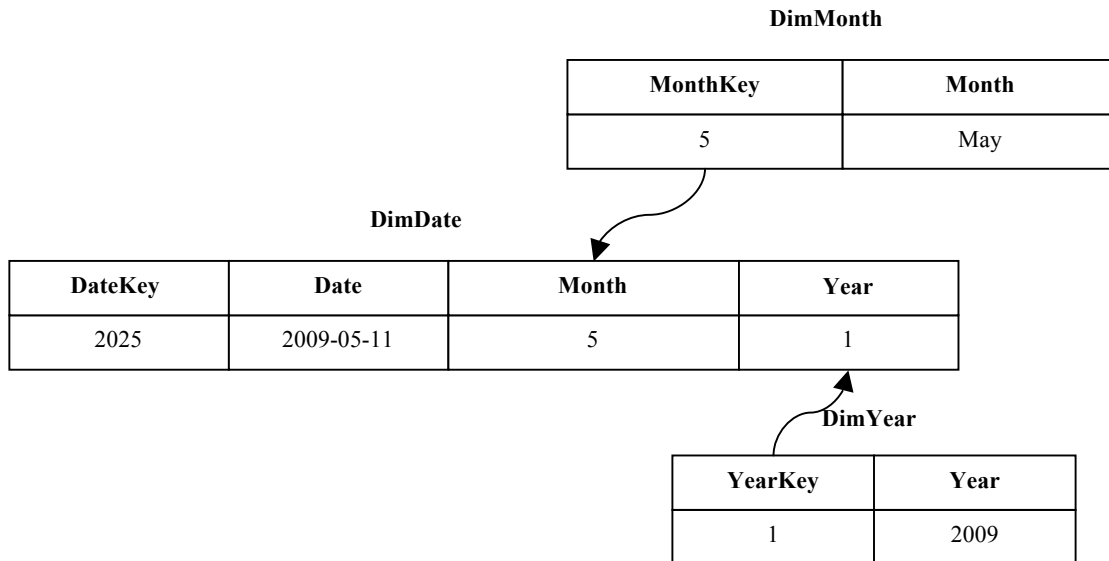 DimMonth
MonthKey Month
5 May
DimDate
DateKey Date Month Year
2025 2009-05-11 5 1
DimYear
YearKey Year
1 2009